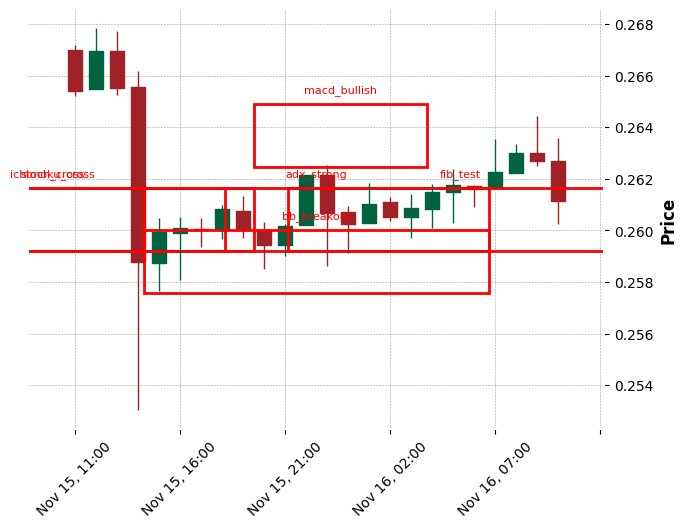 0.268
0.266
macd_bullish
0.264
adx_strong
fib_test
0.262
0.260
Price
0.258
0.256
0.254
Nov 15, 11:00
Nov 15, 16:00
Nov 15, 21:00
Nov 16, 02:00
Nov 16, 07:00